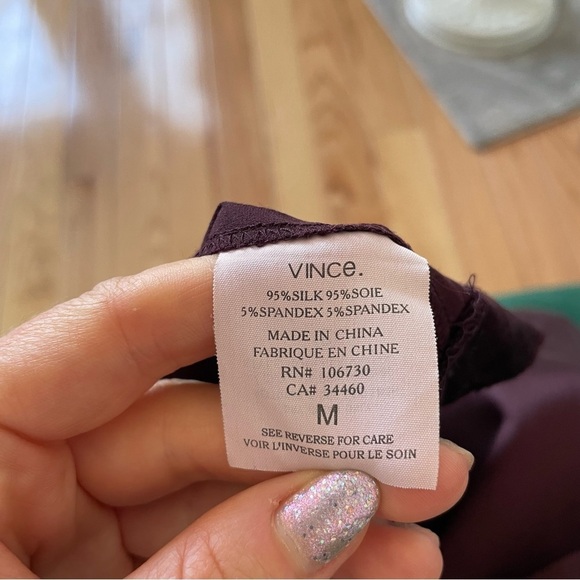 VINCe.
95%SILK 95%SOIE
5%SPANDEX 5%SPANDEX
MADE IN CHINA
FABRIQUE EN CHINE
RN# 106730
CA# 34460
M
SEE REVERSE FOR CARE
VOIR L'INVERSE POUR LE SOIN